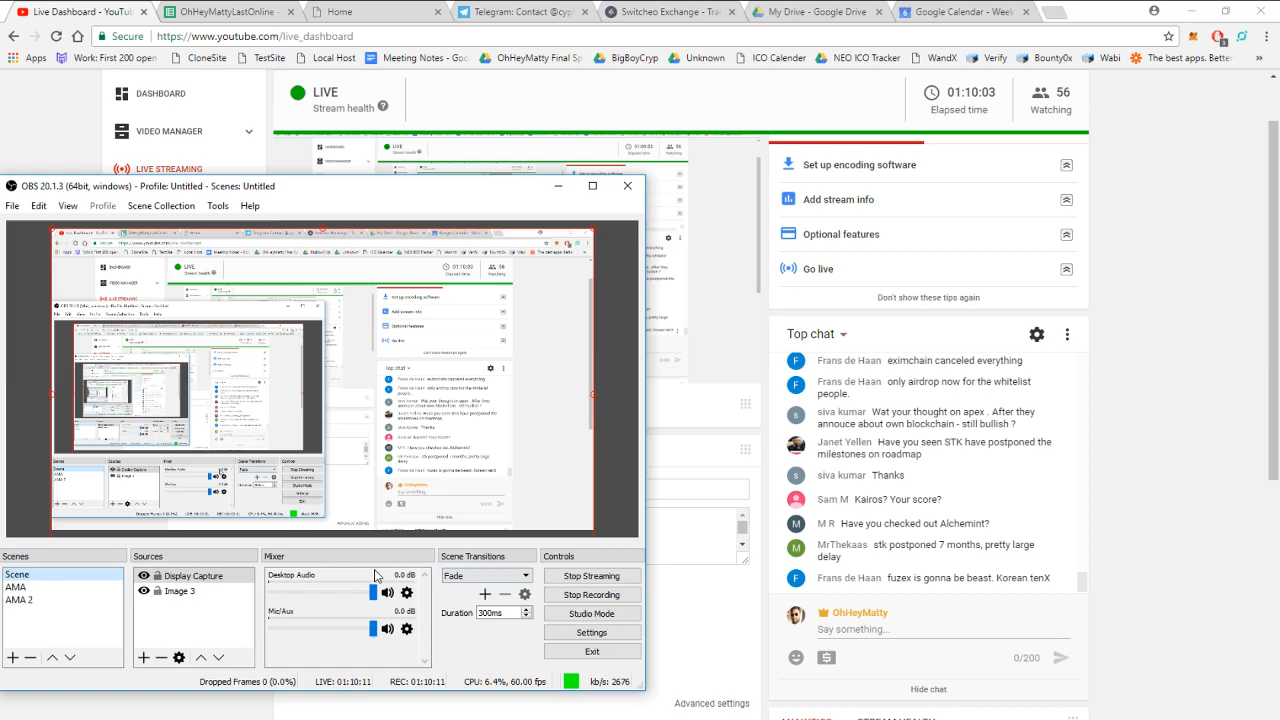 Live Dashboard - YouTu
OhHeyMattyLastOnline -
Home
Telegram: Contact @cyp
Switcheo Exchange - Tra
My Drive - Google Drive
Google Calendar - Week
Secure
https://www.youtube.com/live_dashboard
Apps
Work: First 200 open
CloneSite
TestSite
Local Host
Meeting Notes - Goo
OhHeyMatty Final Sp
BigBoyCryp
Unknown
ICO Calender
NEO ICO Tracker
WandX
Verify
Bounty0x
Wabi
The best apps. Better
DASHBOARD
VIDEO MANAGER
LIVE STREAMING
LIVE
Stream health
01:10:03
Elapsed time
56
Watching
Set up encoding software
Add stream info
Optional features
Go live
Don't show these tips again
Top chat
Frans de Haan eximchain canceled everything
Frans de Haan only airdrop now for the whitelist
people.
siva kumar Wat your thought on apex . After they
annouce about own blockchain - still bullish ?
Janet Yellen Have you seen STK have postponed the
milestones on roadmap
siva kumar Thanks
Sam M Kairos? Your score?
M R Have you checked out Alchemint?
MrThekaas stk postponed 7 months, pretty large
delay
Frans de Haan fuzex is gonna be beast. Korean tenX
OhHeyMatty
Say something...
0/200
Hide chat
Advanced settings
OBS 20.1.3 (64bit, windows) - Profile: Untitled - Scenes: Untitled
File Edit View Profile Scene Collection Tools Help
Scenes
Scene
AMA
AMA 2
Sources
Display Capture
Image 3
Mixer
Desktop Audio 0.0 dB
Mic/Aux 0.0 dB
Scene Transitions
Fade
Duration 300ms
Controls
Stop Streaming
Stop Recording
Studio Mode
Settings
Exit
Dropped Frames 0 (0.0%)
LIVE: 01:10:11
REC: 01:10:11
CPU: 6.4%, 60.00 fps
kb/s: 2676